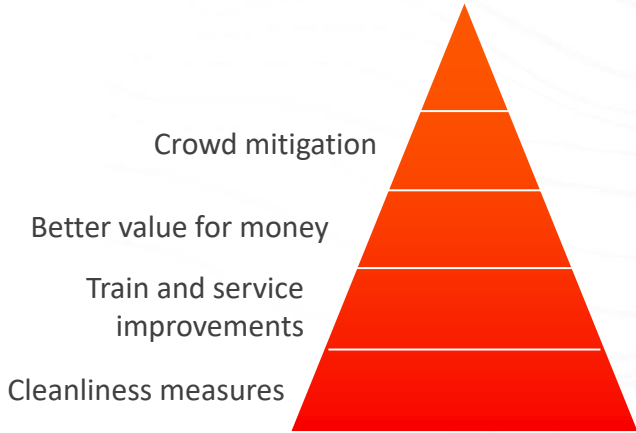 Crowd mitigation
Better value for money
Train and service
improvements
Cleanliness measures